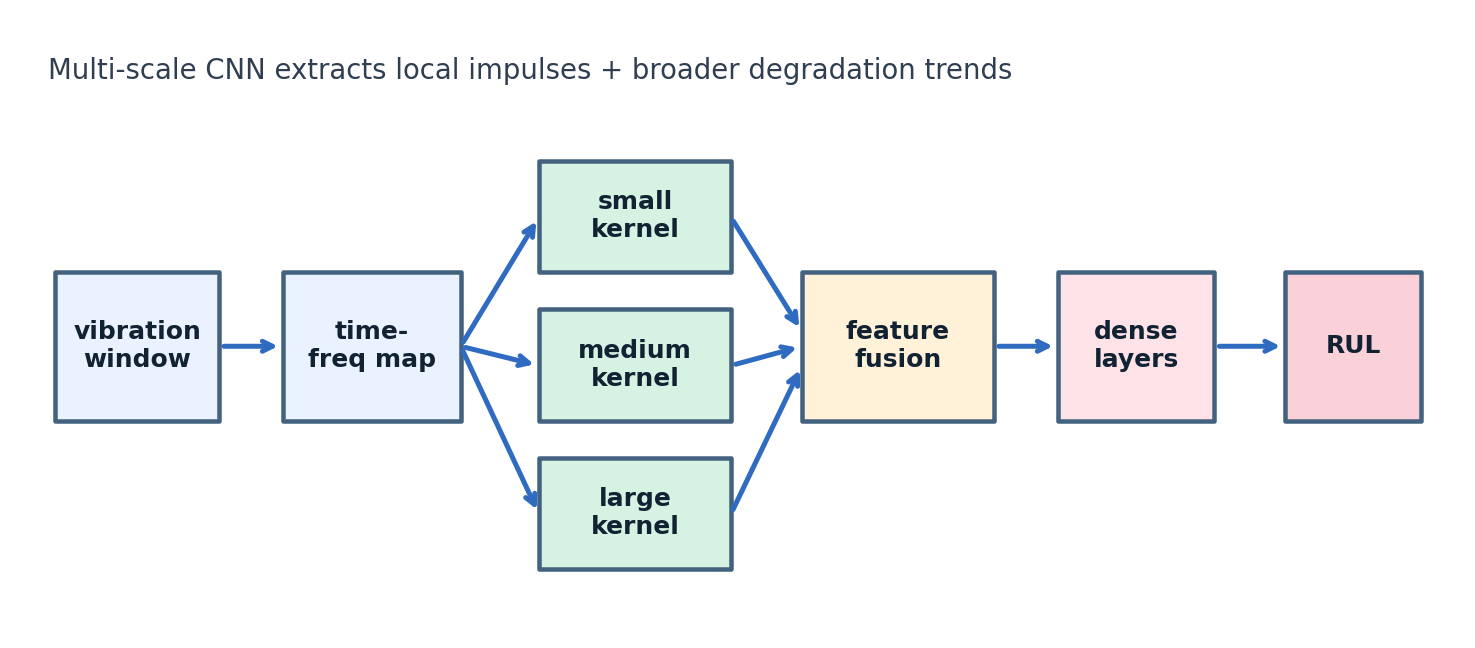 Multi-scale CNN extracts local impulses + broader degradation trends
vibration
window
time-
freq map
small
kernel
medium
kernel
large
kernel
feature
fusion
dense
layers
RUL